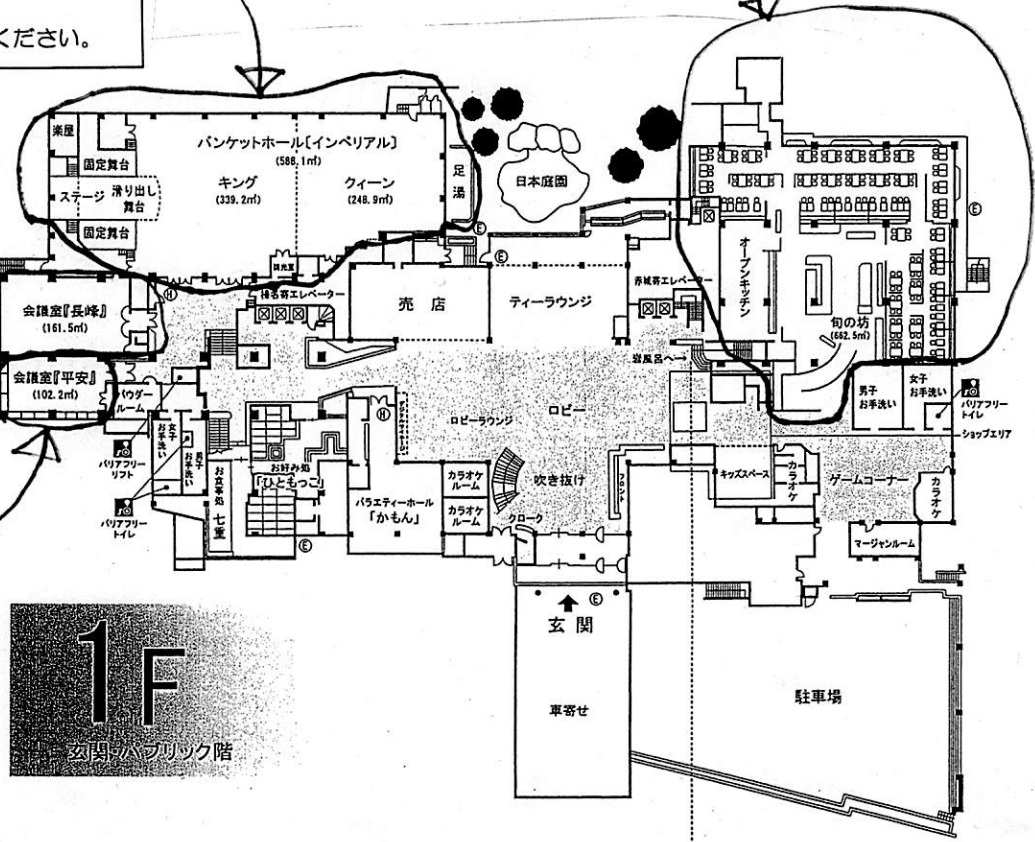 ください。
楽屋
固定舞台
ステージ
滑り出し
舞台
固定舞台
バンケットホール〔インペリアル〕
(588.1㎡)
キング
(339.2㎡)
クィーン
(248.9㎡)
足湯
日本庭園
Ⓔ
Ⓔ
Ⓔ
オープンキッチン
旬の坊
(662.5㎡)
会議室『長峰』
(161.5㎡)
Ⓗ
榛名亭エレベーター
売店
ティーラウンジ
赤城亭エレベーター
岩風呂へ
会議室『平安』
(102.2㎡)
パウダー
ルーム
女子
お手洗い
男子
お手洗い
バリアフリー
リフト
バリアフリー
トイレ
お食事処 七重
お好み処
「ひともっこ」
Ⓔ
Ⓗ
バラエティーホール
「かもん」
ロビーラウンジ
ロビー
カラオケ
ルーム
カラオケ
ルーム
吹き抜け
フロント
クローク
キッズスペース
カラオケ
ゲームコーナー
カラオケ
マージャンルーム
男子
お手洗い
女子
お手洗い
バリアフリー
トイレ
ショップエリア
Ⓔ
玄関
車寄せ
駐車場
1F
玄関・パブリック階